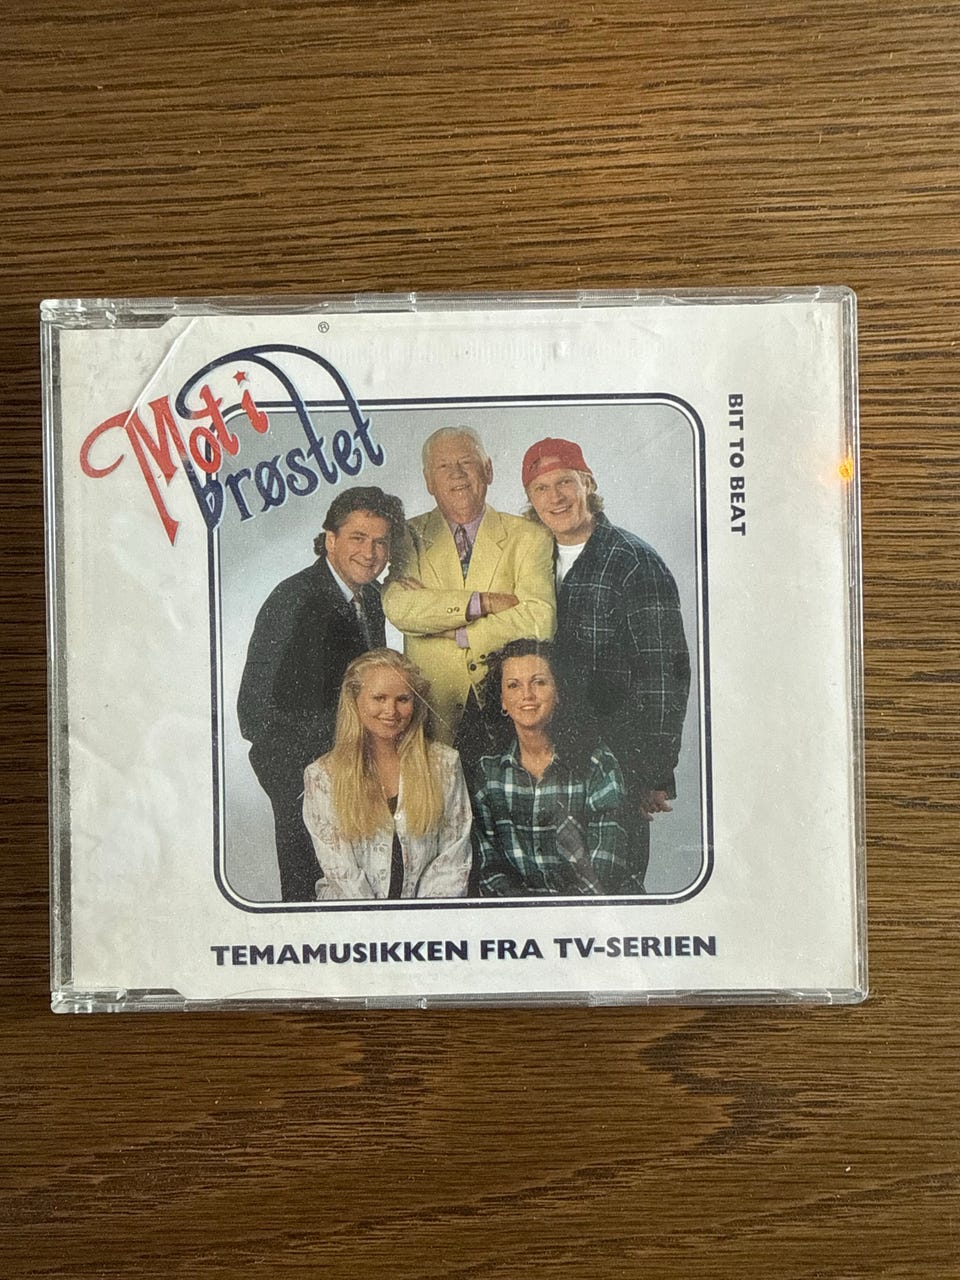 ®
Mot i
brøstet
BIT TO BEAT
TEMAMUSIKKEN FRA TV-SERIEN